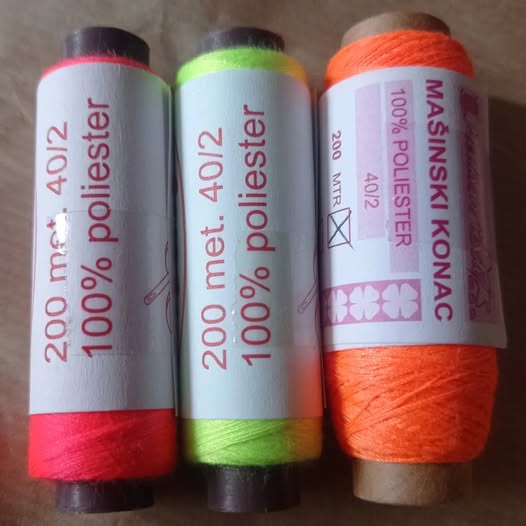 200 met. 40/2
100% poliester
200 met. 40/2
100% poliester
MAŠINSKI KONAC
100% POLIESTER
40/2
200 MTR